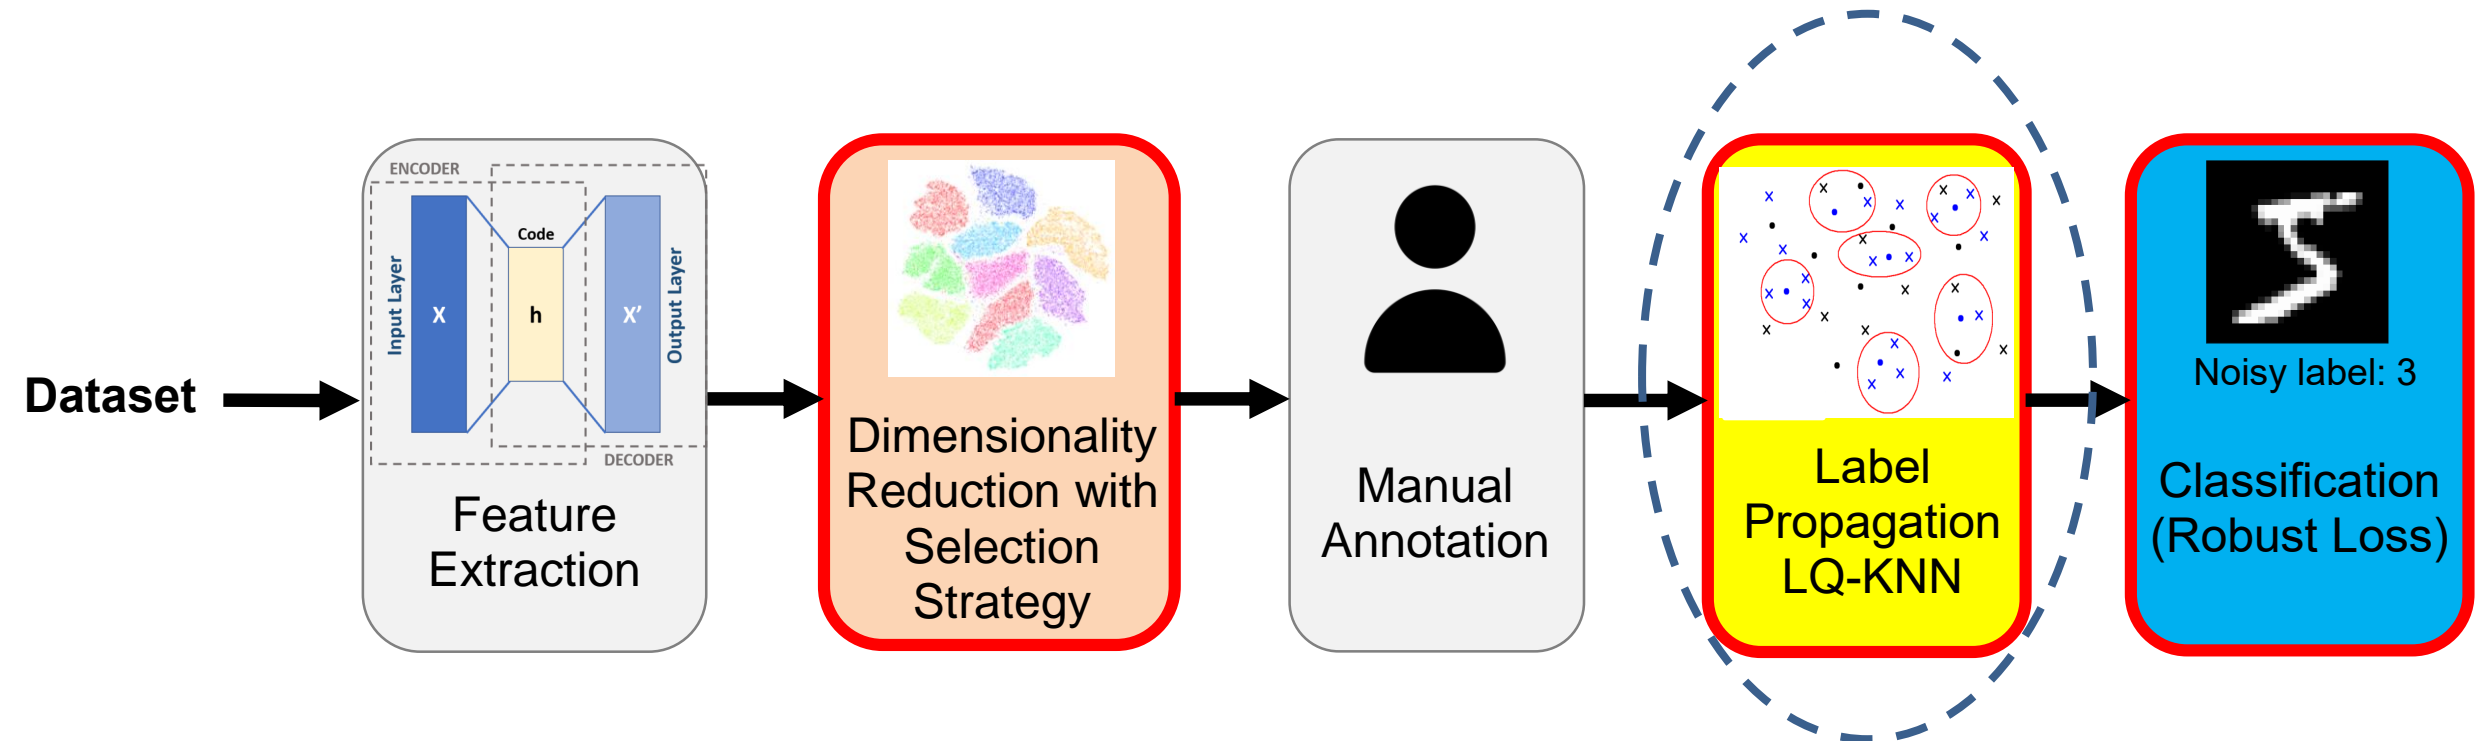 Dataset
ENCODER
Input Layer
X
Code
h
X’
Output Layer
DECODER
Feature
Extraction
Dimensionality
Reduction with
Selection
Strategy
Manual
Annotation
Label
Propagation
LQ-KNN
Noisy label: 3
Classification
(Robust Loss)